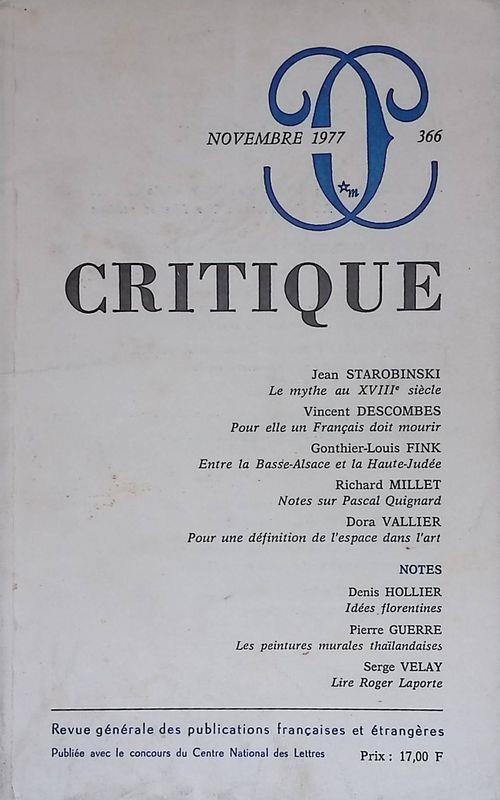 NOVEMBRE 1977 366
m
CRITIQUE
Jean STAROBINSKI
Le mythe au XVIIIe siècle
Vincent DESCOMBES
Pour elle un Français doit mourir
Gonthier-Louis FINK
Entre la Basse-Alsace et la Haute-Judée
Richard MILLET
Notes sur Pascal Quignard
Dora VALLIER
Pour une définition de l'espace dans l'art
NOTES
Denis HOLLIER
Idées florentines
Pierre GUERRE
Les peintures murales thaïlandaises
Serge VELAY
Lire Roger Laporte
Revue générale des publications françaises et étrangères
Publiée avec le concours du Centre National des Lettres Prix : 17,00 F